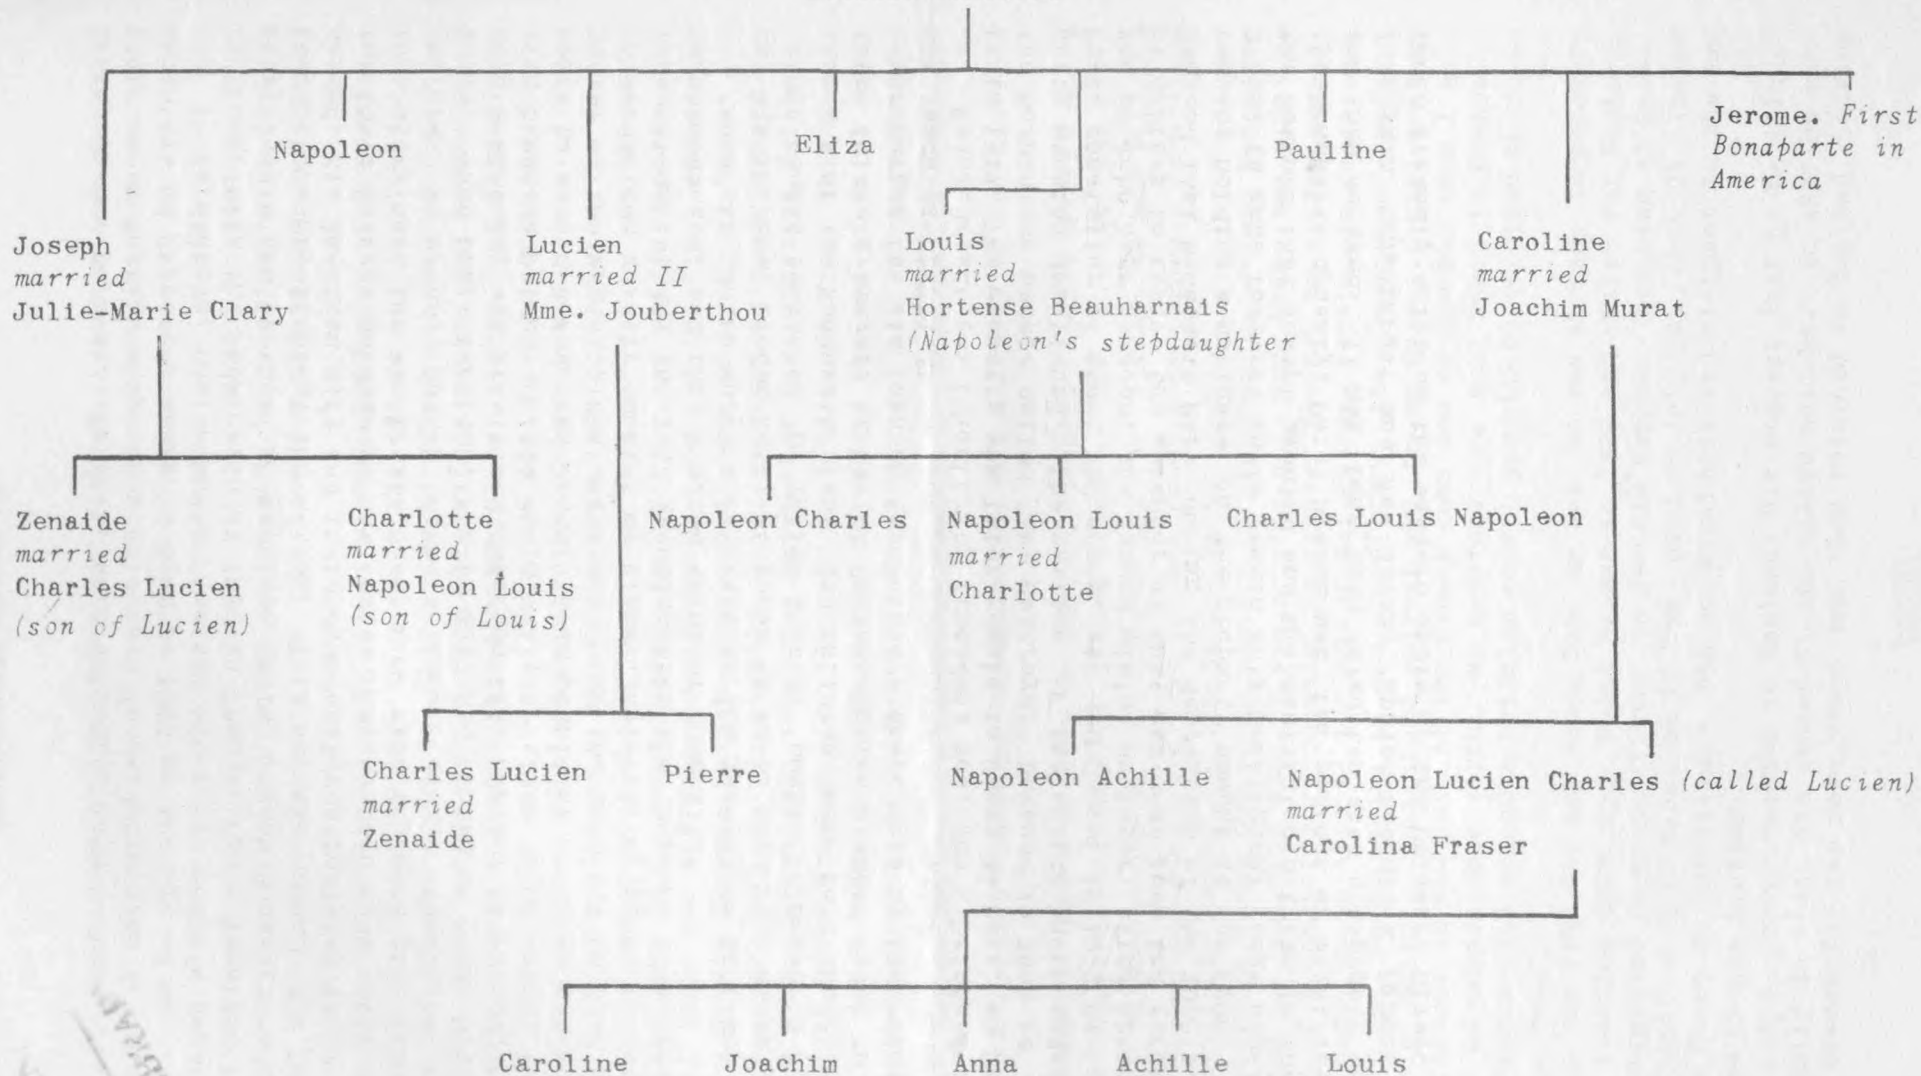 Napoleon
Eliza
Pauline
Jerome. First
Bonaparte in
America
Joseph
married
Julie-Marie Clary
Lucien
married II
Mme. Jouberthou
Louis
married
Hortense Beauharnais
(Napoleon's stepdaughter
Caroline
married
Joachim Murat
Zenaide
married
Charles Lucien
(son of Lucien)
Charlotte
married
Napoleon Louis
(son of Louis)
Napoleon Charles
Napoleon Louis
married
Charlotte
Charles Louis Napoleon
Charles Lucien
married
Zenaide
Pierre
Napoleon Achille
Napoleon Lucien Charles (called Lucien)
married
Carolina Fraser
Caroline
Joachim
Anna
Achille
Louis